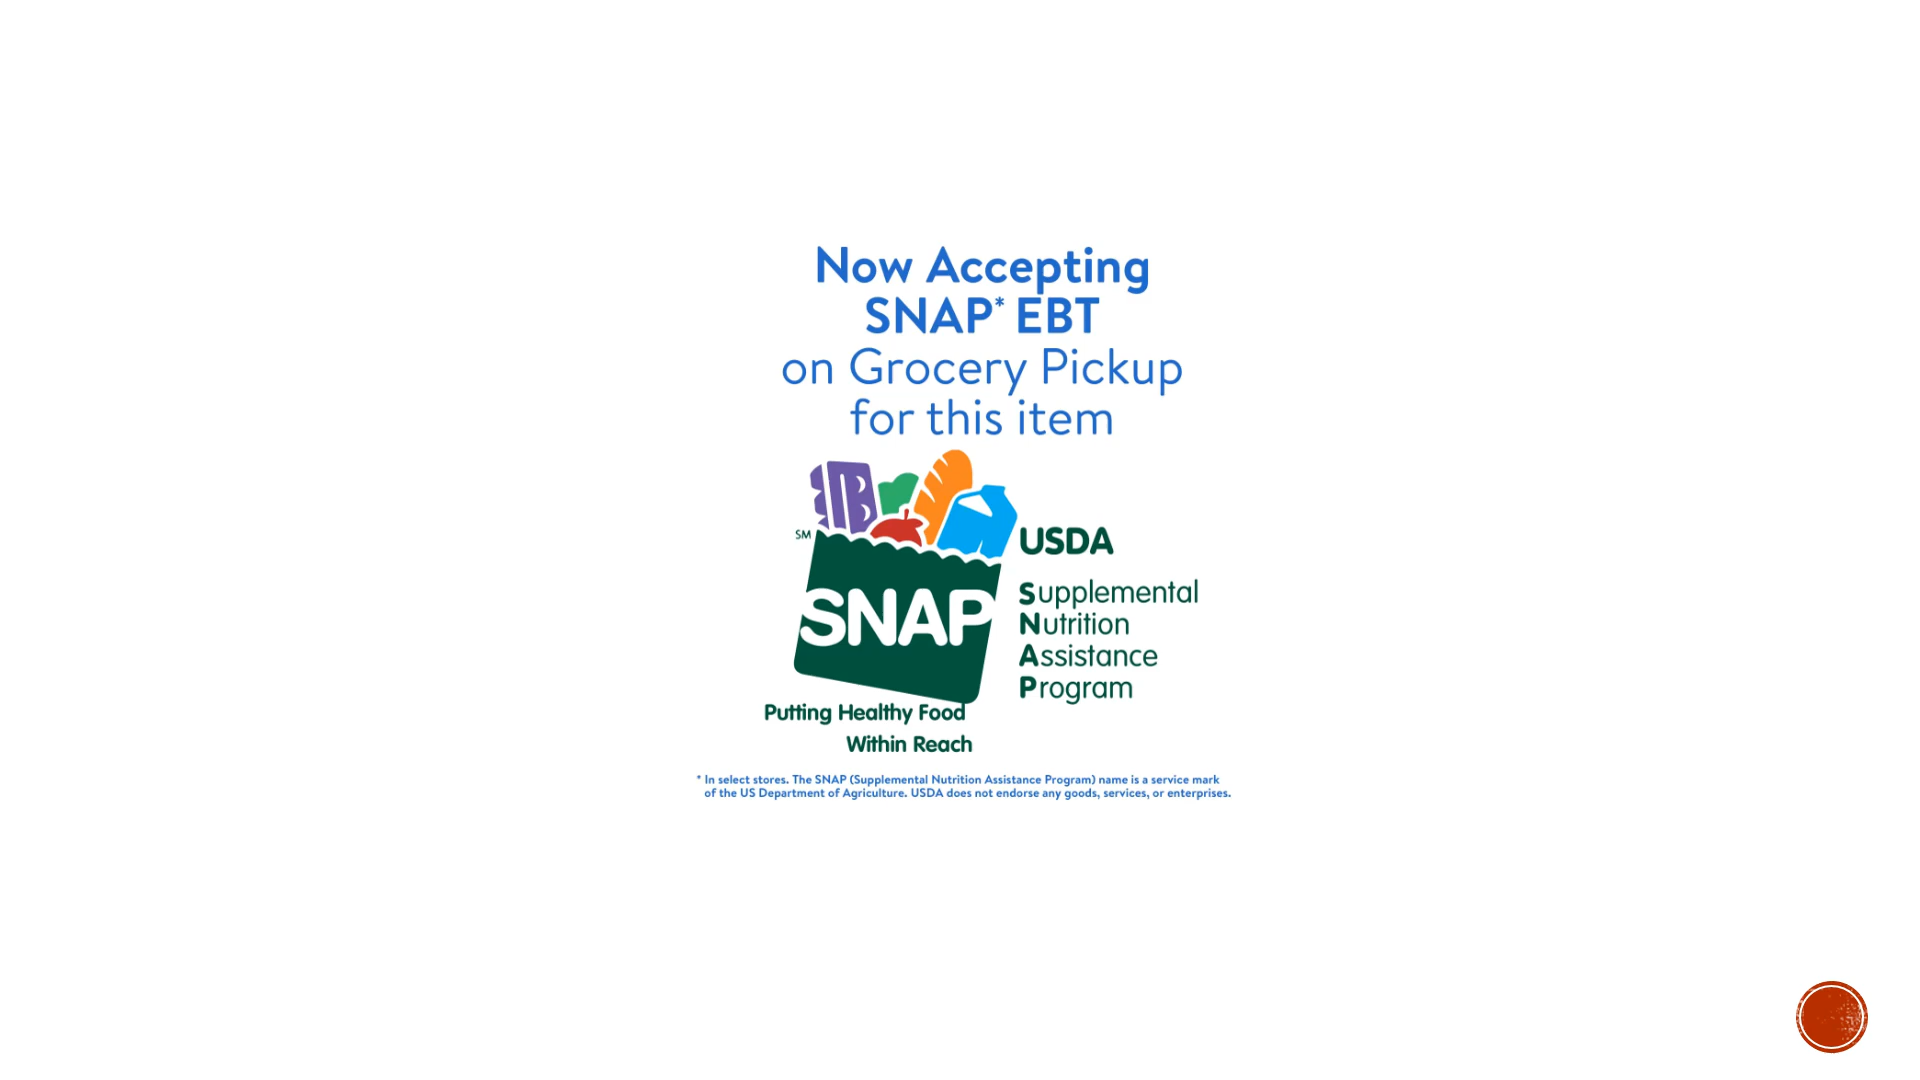 Now Accepting
SNAP* EBT
on Grocery Pickup
for this item
SM
SNAP
USDA
Supplemental
Nutrition
Assistance
Program
Putting Healthy Food
Within Reach
* In select stores. The SNAP (Supplemental Nutrition Assistance Program) name is a service mark
of the US Department of Agriculture. USDA does not endorse any goods, services, or enterprises.